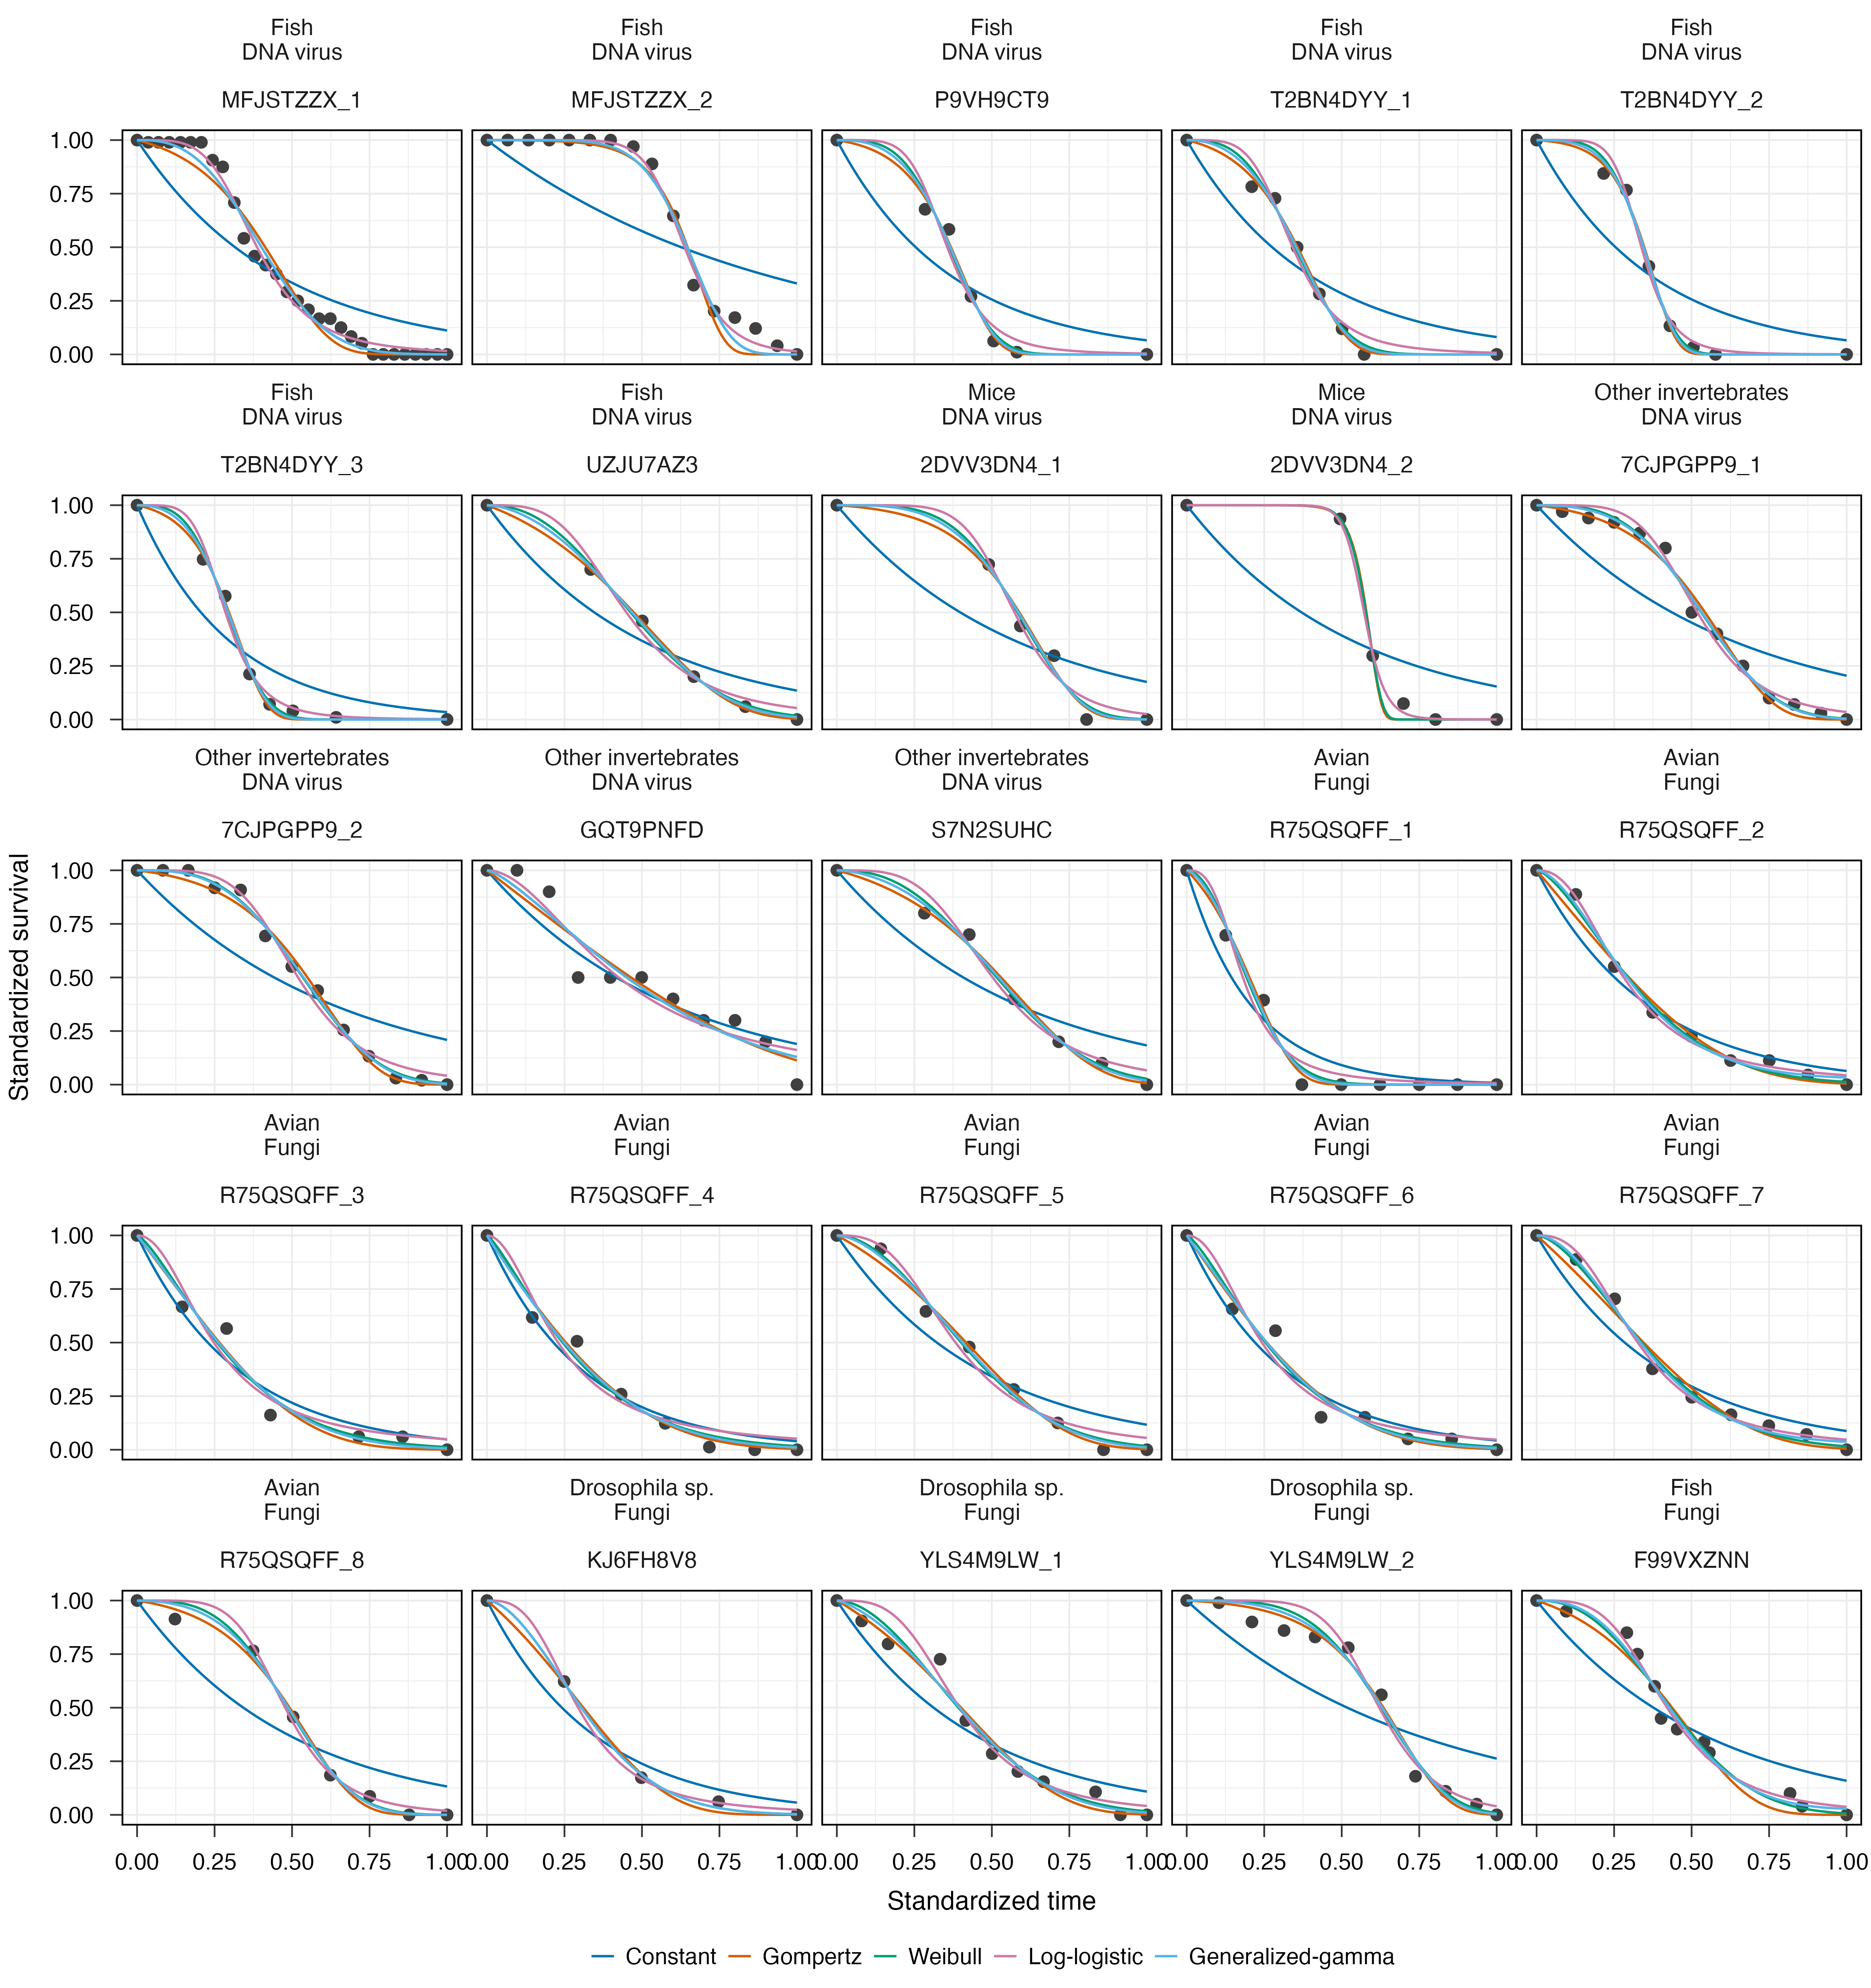 Fish Fish Fish Fish Fish
DNA virus DNA virus DNA virus DNA virus DNA virus
MFJSTZZX_1 MFJSTZZX_2 P9VH9CT9 T2BN4DYY_1 T2BN4DYY_2
1.00
0.75
0.50
0.25
0.00
Fish Fish Mice Mice Other invertebrates
DNA virus DNA virus DNA virus DNA virus DNA virus
T2BN4DYY_3 UZJU7AZ3 2DVV3DN4_1 2DVV3DN4_2 7CJPGPP9_1
1.00
0.75
0.50
0.25
0.00
Other invertebrates Other invertebrates Other invertebrates Avian Avian
DNA virus DNA virus DNA virus Fungi Fungi
7CJPGPP9_2 GQT9PNFD S7N2SUHC R75QSQFF_1 R75QSQFF_2
1.00
0.75
0.50
0.25
0.00
Standardized survival
Avian Avian Avian Avian Avian
Fungi Fungi Fungi Fungi Fungi
R75QSQFF_3 R75QSQFF_4 R75QSQFF_5 R75QSQFF_6 R75QSQFF_7
1.00
0.75
0.50
0.25
0.00
Avian Drosophila sp. Drosophila sp. Drosophila sp. Fish
Fungi Fungi Fungi Fungi Fungi
R75QSQFF_8 KJ6FH8V8 YLS4M9LW_1 YLS4M9LW_2 F99VXZNN
1.00
0.75
0.50
0.25
0.00
0.00 0.25 0.50 0.75 1.00 0.00 0.25 0.50 0.75 1.00 0.00 0.25 0.50 0.75 1.00 0.00 0.25 0.50 0.75 1.00 0.00 0.25 0.50 0.75 1.00
Standardized time
Constant Gompertz Weibull Log-logistic Generalized-gamma